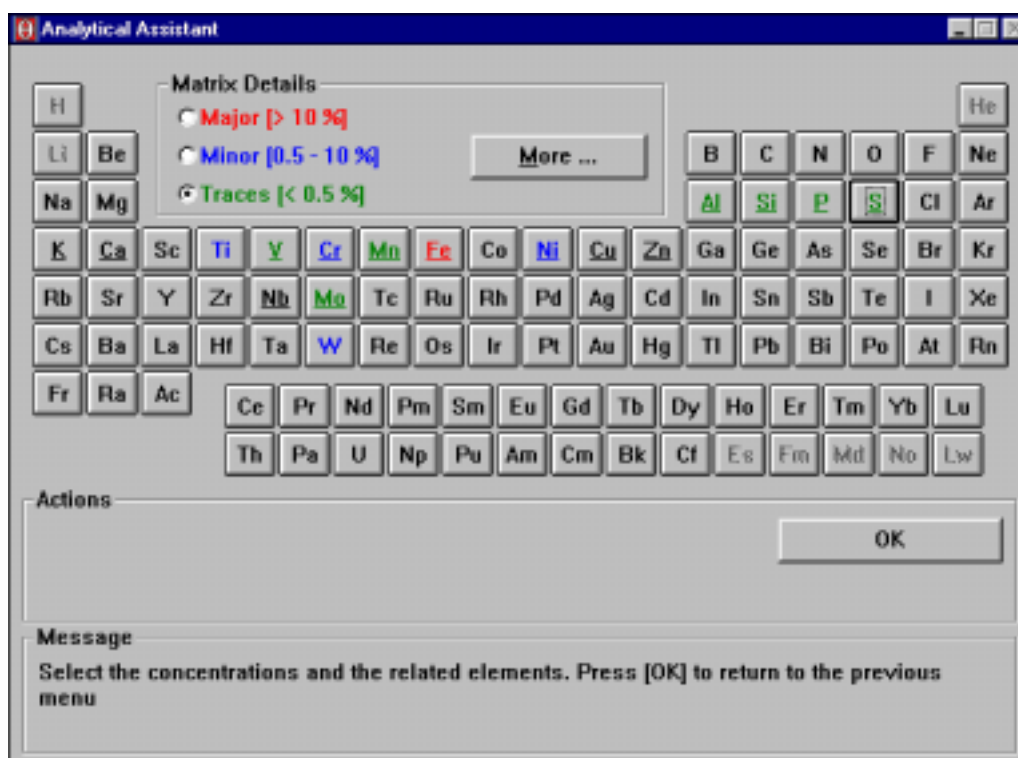 Analytical Assistant
Matrix Details
H He
Major [> 10 %]
Li Be Minor [0.5 - 10 %] More ... B C N O F Ne
Na Mg Traces [< 0.5 %] Al Si P S Cl Ar
K Ca Sc Ti V Cr Mn Fe Co Ni Cu Zn Ga Ge As Se Br Kr
Rb Sr Y Zr Nb Mo Tc Ru Rh Pd Ag Cd In Sn Sb Te I Xe
Cs Ba La Hf Ta W Re Os Ir Pt Au Hg Tl Pb Bi Po At Rn
Fr Ra Ac
Ce Pr Nd Pm Sm Eu Gd Tb Dy Ho Er Tm Yb Lu
Th Pa U Np Pu Am Cm Bk Cf Es Fm Md No Lw
Actions
OK
Message
Select the concentrations and the related elements. Press [OK] to return to the previous
menu